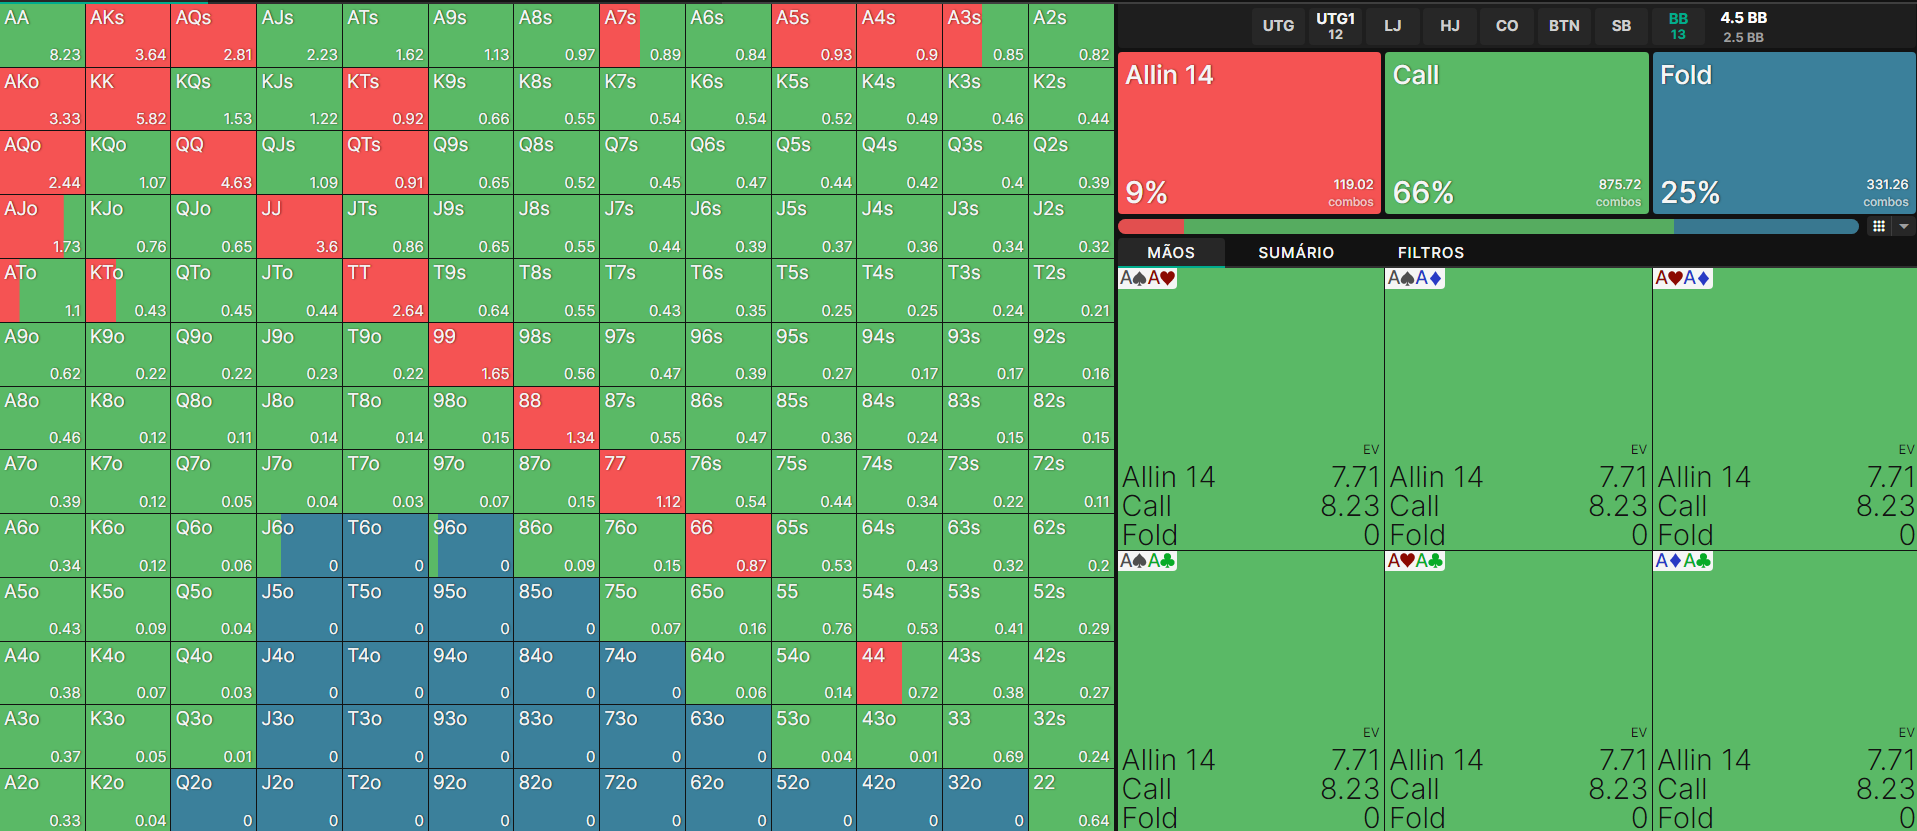 AA AKs AQs AJs ATs A9s A8s A7s A6s A5s A4s A3s A2s
8.23 3.64 2.81 2.23 1.62 1.13 0.97 0.89 0.84 0.93 0.9 0.85 0.82
AKo KK KQs KJs KTs K9s K8s K7s K6s K5s K4s K3s K2s
3.33 5.82 1.53 1.22 0.92 0.66 0.55 0.54 0.54 0.52 0.49 0.46 0.44
AQo KQo QQ QJs QTs Q9s Q8s Q7s Q6s Q5s Q4s Q3s Q2s
2.44 1.07 4.63 1.09 0.91 0.65 0.52 0.45 0.47 0.44 0.42 0.4 0.39
AJo KJo QJo JJ JTs J9s J8s J7s J6s J5s J4s J3s J2s
1.73 0.76 0.65 3.6 0.86 0.65 0.55 0.44 0.39 0.37 0.36 0.34 0.32
ATo KTo QTo JTo TT T9s T8s T7s T6s T5s T4s T3s T2s
1.1 0.43 0.45 0.44 2.64 0.64 0.55 0.43 0.35 0.25 0.25 0.24 0.21
A9o K9o Q9o J9o T9o 99 98s 97s 96s 95s 94s 93s 92s
0.62 0.22 0.22 0.23 0.22 1.65 0.56 0.47 0.39 0.27 0.17 0.17 0.16
A8o K8o Q8o J8o T8o 98o 88 87s 86s 85s 84s 83s 82s
0.46 0.12 0.11 0.14 0.14 0.15 1.34 0.55 0.47 0.36 0.24 0.15 0.15
A7o K7o Q7o J7o T7o 97o 87o 77 76s 75s 74s 73s 72s
0.39 0.12 0.05 0.04 0.03 0.07 0.15 1.12 0.54 0.44 0.34 0.22 0.11
A6o K6o Q6o J6o T6o 96o 86o 76o 66 65s 64s 63s 62s
0.34 0.12 0.06 0 0 0 0.09 0.15 0.87 0.53 0.43 0.32 0.2
A5o K5o Q5o J5o T5o 95o 85o 75o 65o 55 54s 53s 52s
0.43 0.09 0.04 0 0 0 0 0.07 0.16 0.76 0.53 0.41 0.29
A4o K4o Q4o J4o T4o 94o 84o 74o 64o 54o 44 43s 42s
0.38 0.07 0.03 0 0 0 0 0 0.06 0.14 0.72 0.38 0.27
A3o K3o Q3o J3o T3o 93o 83o 73o 63o 53o 43o 33 32s
0.37 0.05 0.01 0 0 0 0 0 0 0.04 0.01 0.69 0.24
A2o K2o Q2o J2o T2o 92o 82o 72o 62o 52o 42o 32o 22
0.33 0.04 0 0 0 0 0 0 0 0 0 0 0.64
UTG UTG1 LJ HJ CO BTN SB BB 4.5 BB
12 13 2.5 BB
Allin 14 Call Fold
9% 119.02 66% 875.72 25% 331.26
combos combos combos
MÃOS SUMÁRIO FILTROS
A♠A♥ A♠A♦ A♥A♦
EV EV EV
Allin 14 7.71 Allin 14 7.71 Allin 14 7.71
Call 8.23 Call 8.23 Call 8.23
Fold 0 Fold 0 Fold 0
A♠A♣ A♥A♣ A♦A♣
EV EV EV
Allin 14 7.71 Allin 14 7.71 Allin 14 7.71
Call 8.23 Call 8.23 Call 8.23
Fold 0 Fold 0 Fold 0